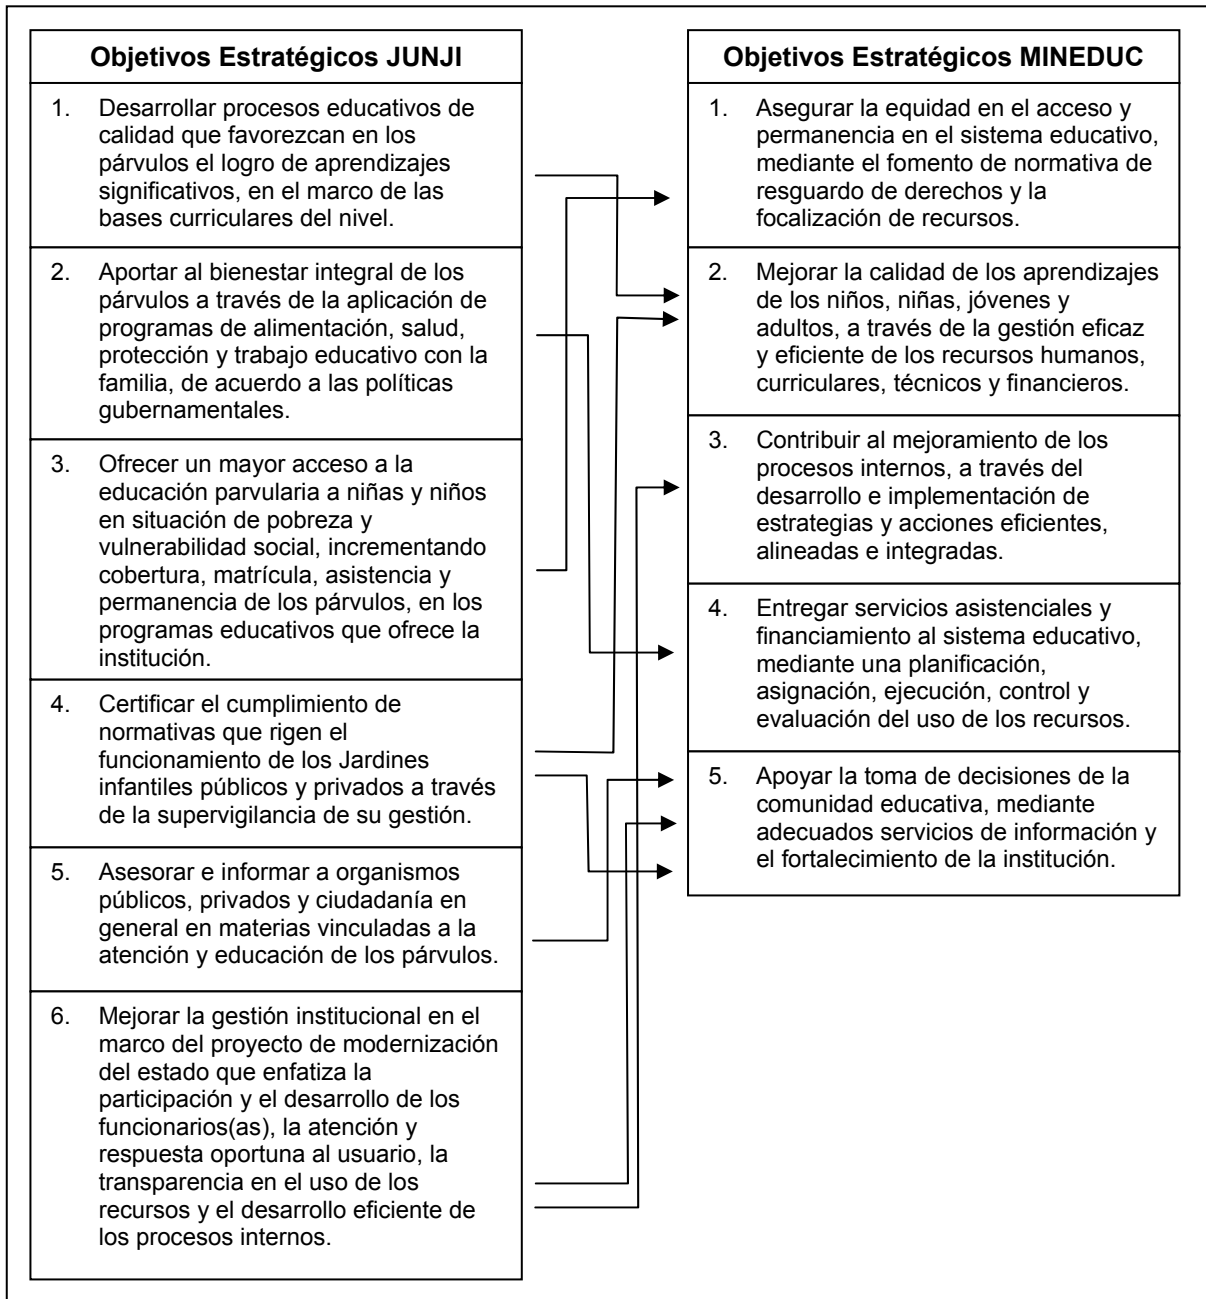 Objetivos Estratégicos JUNJI
1. Desarrollar procesos educativos de
calidad que favorezcan en los
párvulos el logro de aprendizajes
significativos, en el marco de las
bases curriculares del nivel.
2. Aportar al bienestar integral de los
párvulos a través de la aplicación de
programas de alimentación, salud,
protección y trabajo educativo con la
familia, de acuerdo a las políticas
gubernamentales.
3. Ofrecer un mayor acceso a la
educación parvularia a niñas y niños
en situación de pobreza y
vulnerabilidad social, incrementando
cobertura, matrícula, asistencia y
permanencia de los párvulos, en los
programas educativos que ofrece la
institución.
4. Certificar el cumplimiento de
normativas que rigen el
funcionamiento de los Jardines
infantiles públicos y privados a través
de la supervigilancia de su gestión.
5. Asesorar e informar a organismos
públicos, privados y ciudadanía en
general en materias vinculadas a la
atención y educación de los párvulos.
6. Mejorar la gestión institucional en el
marco del proyecto de modernización
del estado que enfatiza la
participación y el desarrollo de los
funcionarios(as), la atención y
respuesta oportuna al usuario, la
transparencia en el uso de los
recursos y el desarrollo eficiente de
los procesos internos.
Objetivos Estratégicos MINEDUC
1. Asegurar la equidad en el acceso y
permanencia en el sistema educativo,
mediante el fomento de normativa de
resguardo de derechos y la
focalización de recursos.
2. Mejorar la calidad de los aprendizajes
de los niños, niñas, jóvenes y
adultos, a través de la gestión eficaz
y eficiente de los recursos humanos,
curriculares, técnicos y financieros.
3. Contribuir al mejoramiento de los
procesos internos, a través del
desarrollo e implementación de
estrategias y acciones eficientes,
alineadas e integradas.
4. Entregar servicios asistenciales y
financiamiento al sistema educativo,
mediante una planificación,
asignación, ejecución, control y
evaluación del uso de los recursos.
5. Apoyar la toma de decisiones de la
comunidad educativa, mediante
adecuados servicios de información y
el fortalecimiento de la institución.